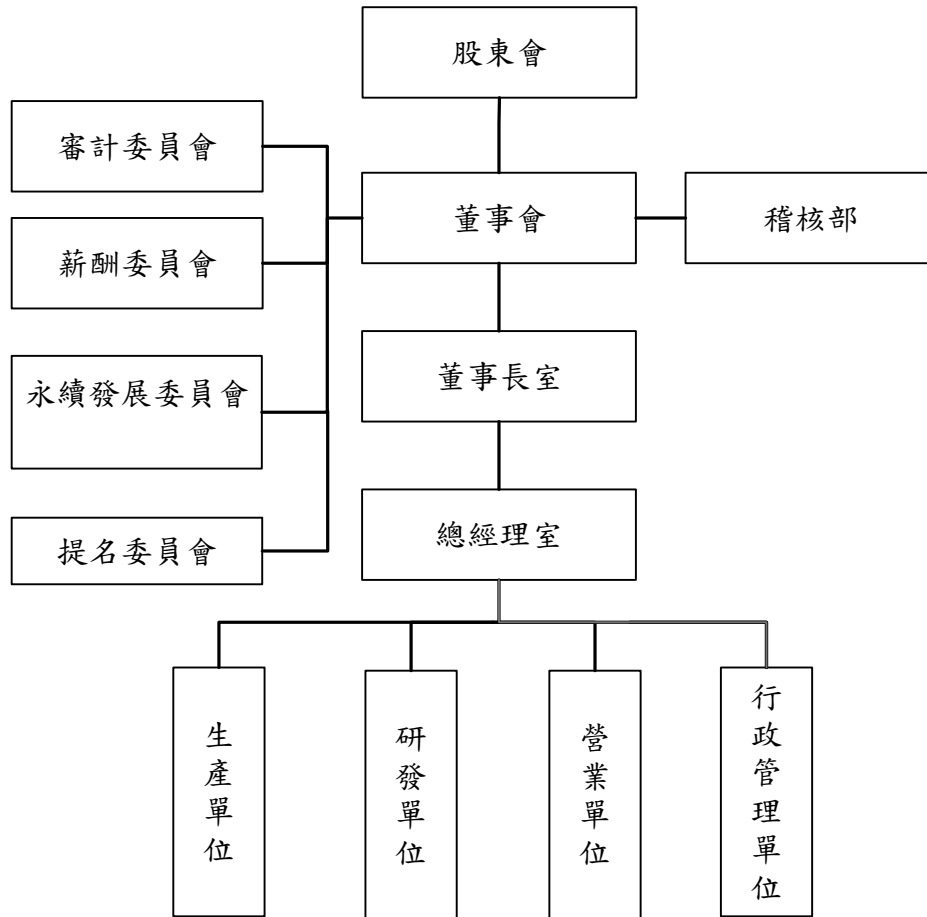 股東會
審計委員會
董事會
稽核部
薪酬委員會
董事長室
永續發展委員會
總經理室
提名委員會
生產單位
研發單位
營業單位
行政管理單位